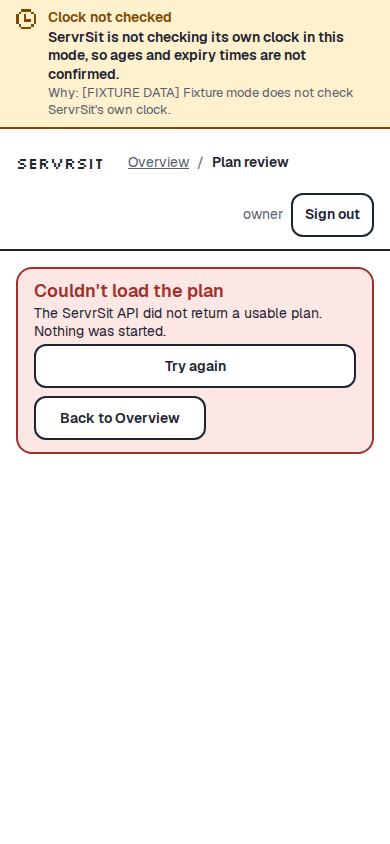 Clock not checked
ServrSit is not checking its own clock in this
mode, so ages and expiry times are not
confirmed.
Why: [FIXTURE DATA] Fixture mode does not check
ServrSit's own clock.
SERVRSIT Overview / Plan review
owner Sign out
Couldn't load the plan
The ServrSit API did not return a usable plan.
Nothing was started.
Try again
Back to Overview